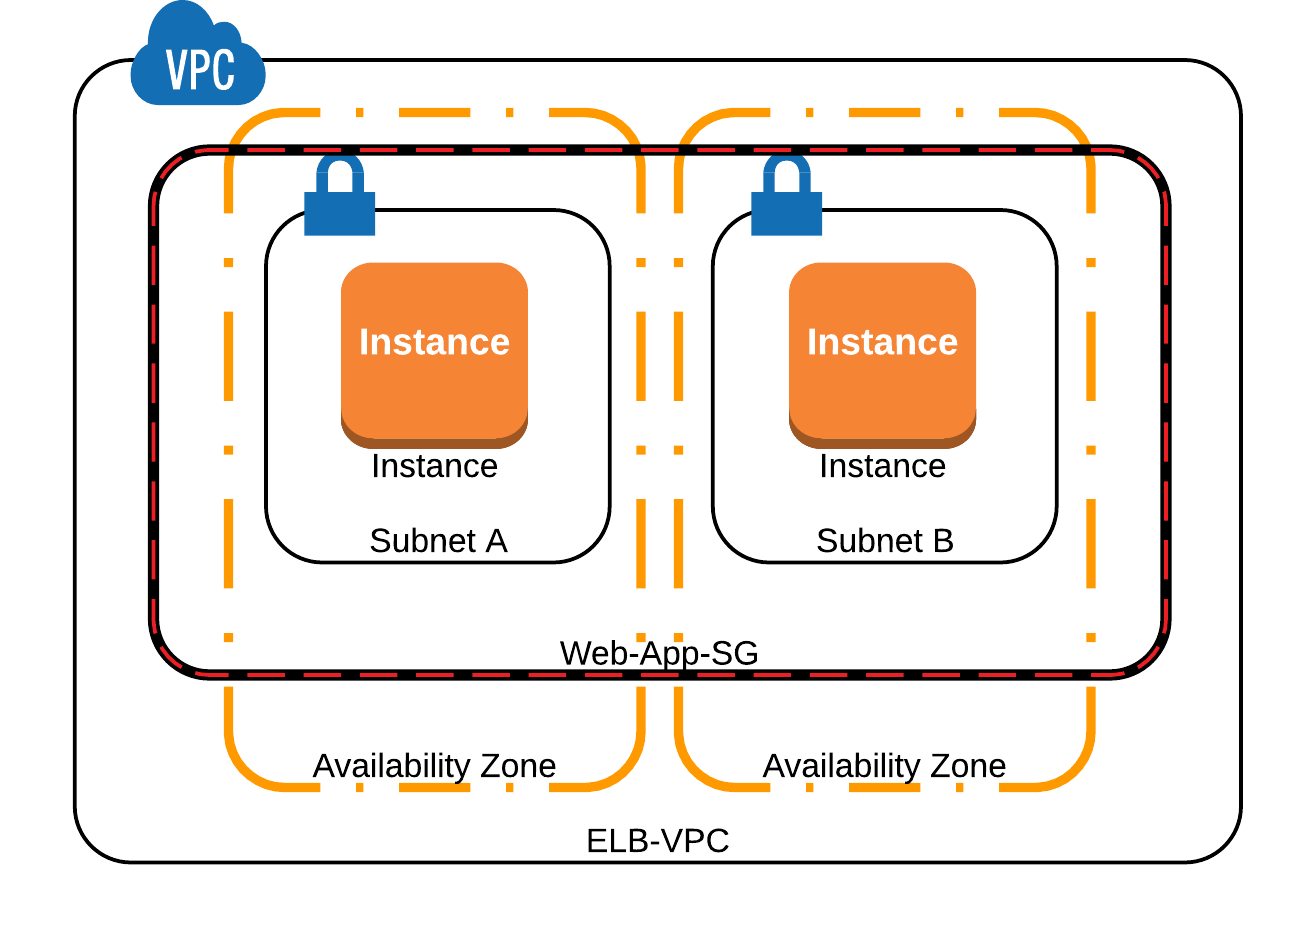 VPC
Instance
Instance
Instance
Instance
Subnet A
Subnet B
Web-App-SG
Availability Zone
Availability Zone
ELB-VPC